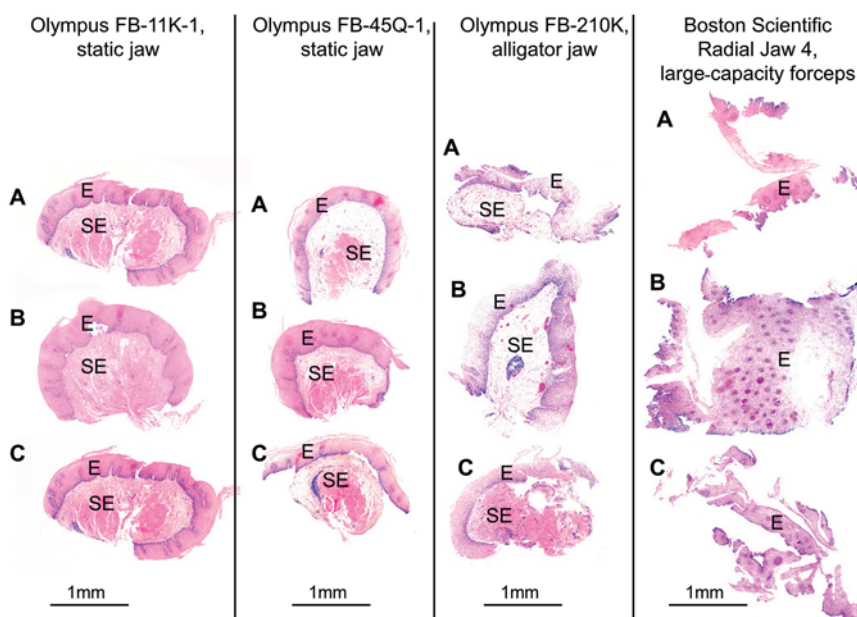 Olympus FB-11K-1,
static jaw
A
E
SE
B
E
SE
C
E
SE
1mm
Olympus FB-45Q-1,
static jaw
A
E
SE
B
E
SE
C
E
SE
1mm
Olympus FB-210K,
alligator jaw
A
E
SE
B
E
SE
C
E
SE
1mm
Boston Scientific
Radial Jaw 4,
large-capacity forceps
A
E
B
E
C
E
1mm